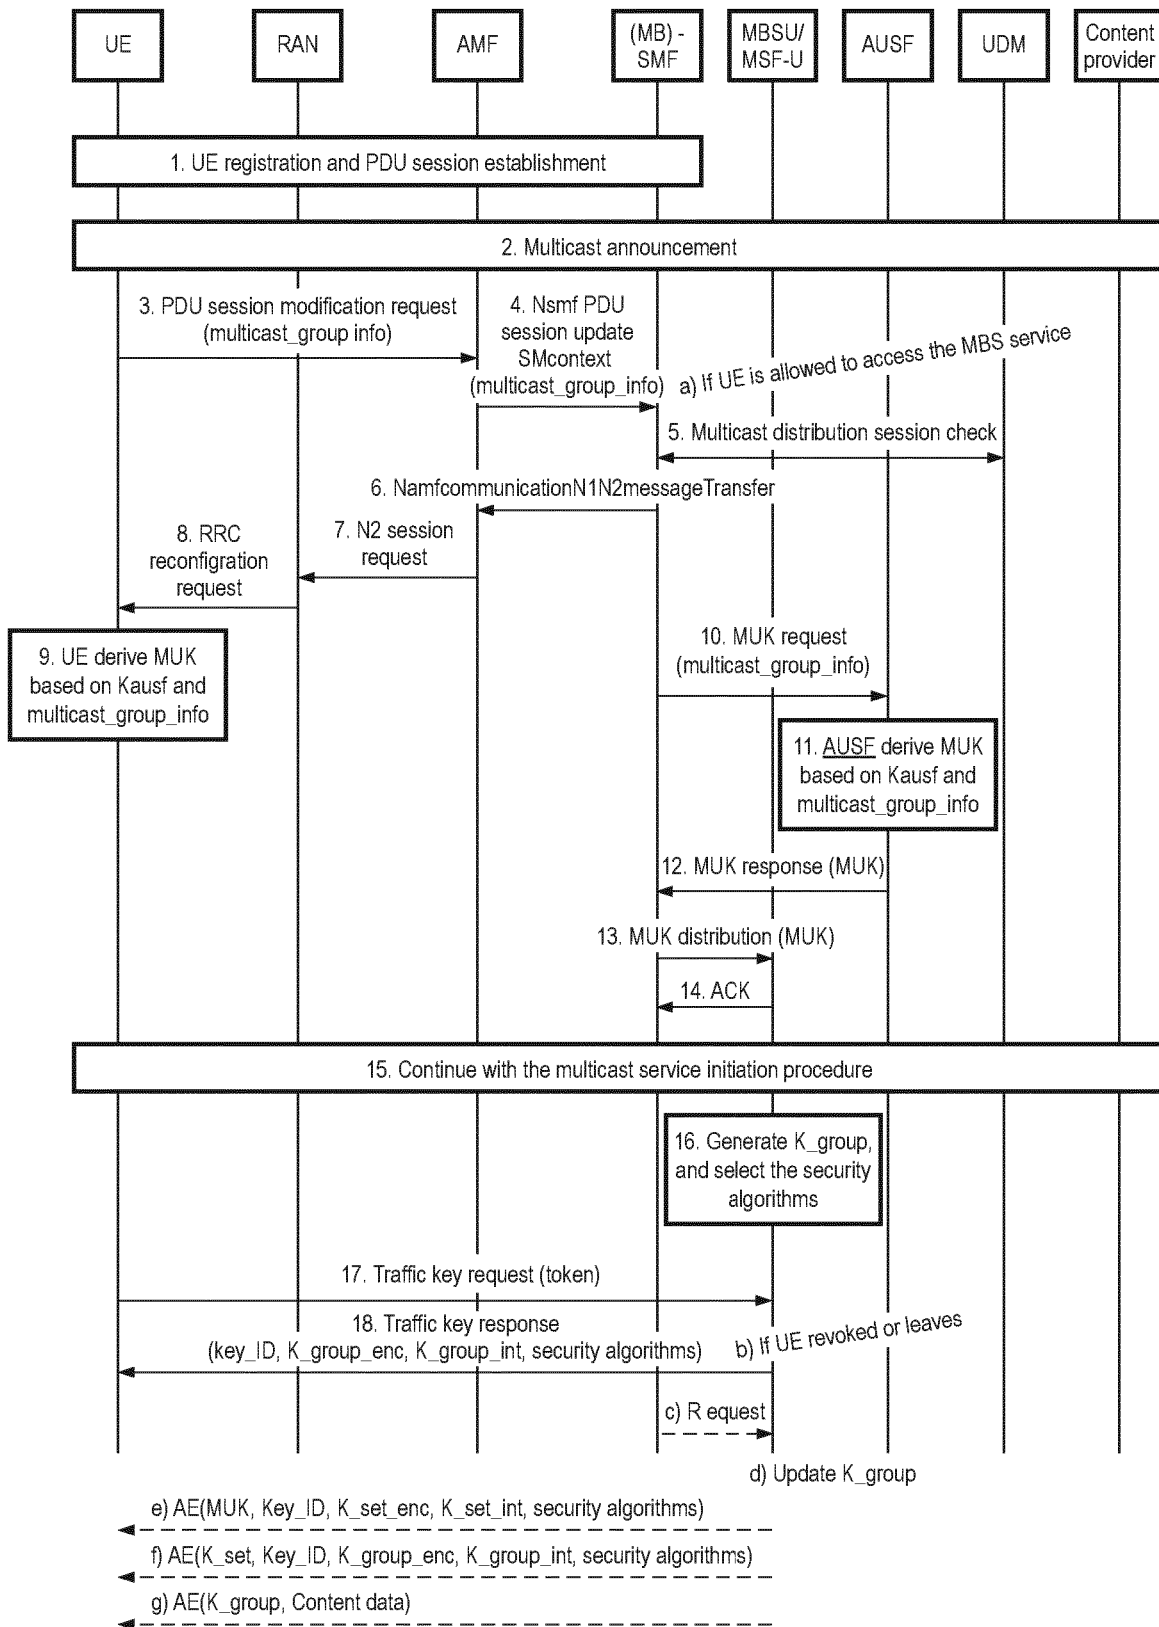 UE
RAN
AMF
(MB) -
SMF
MBSU/
MSF-U
AUSF
UDM
Content
provider
1. UE registration and PDU session establishment
2. Multicast announcement
3. PDU session modification request
(multicast_group info)
4. Nsmf PDU
session update
SMcontext
(multicast_group_info)
a) If UE is allowed to access the MBS service
5. Multicast distribution session check
6. NamfcommunicationN1N2messageTransfer
7. N2 session
request
8. RRC
reconfigration
request
9. UE derive MUK
based on Kausf and
multicast_group_info
10. MUK request
(multicast_group_info)
11. AUSF derive MUK
based on Kausf and
multicast_group_info
12. MUK response (MUK)
13. MUK distribution (MUK)
14. ACK
15. Continue with the multicast service initiation procedure
16. Generate K_group,
and select the security
algorithms
17. Traffic key request (token)
18. Traffic key response
(key_ID, K_group_enc, K_group_int, security algorithms)
b) If UE revoked or leaves
c) R equest
d) Update K_group
e) AE(MUK, Key_ID, K_set_enc, K_set_int, security algorithms)
f) AE(K_set, Key_ID, K_group_enc, K_group_int, security algorithms)
g) AE(K_group, Content data)